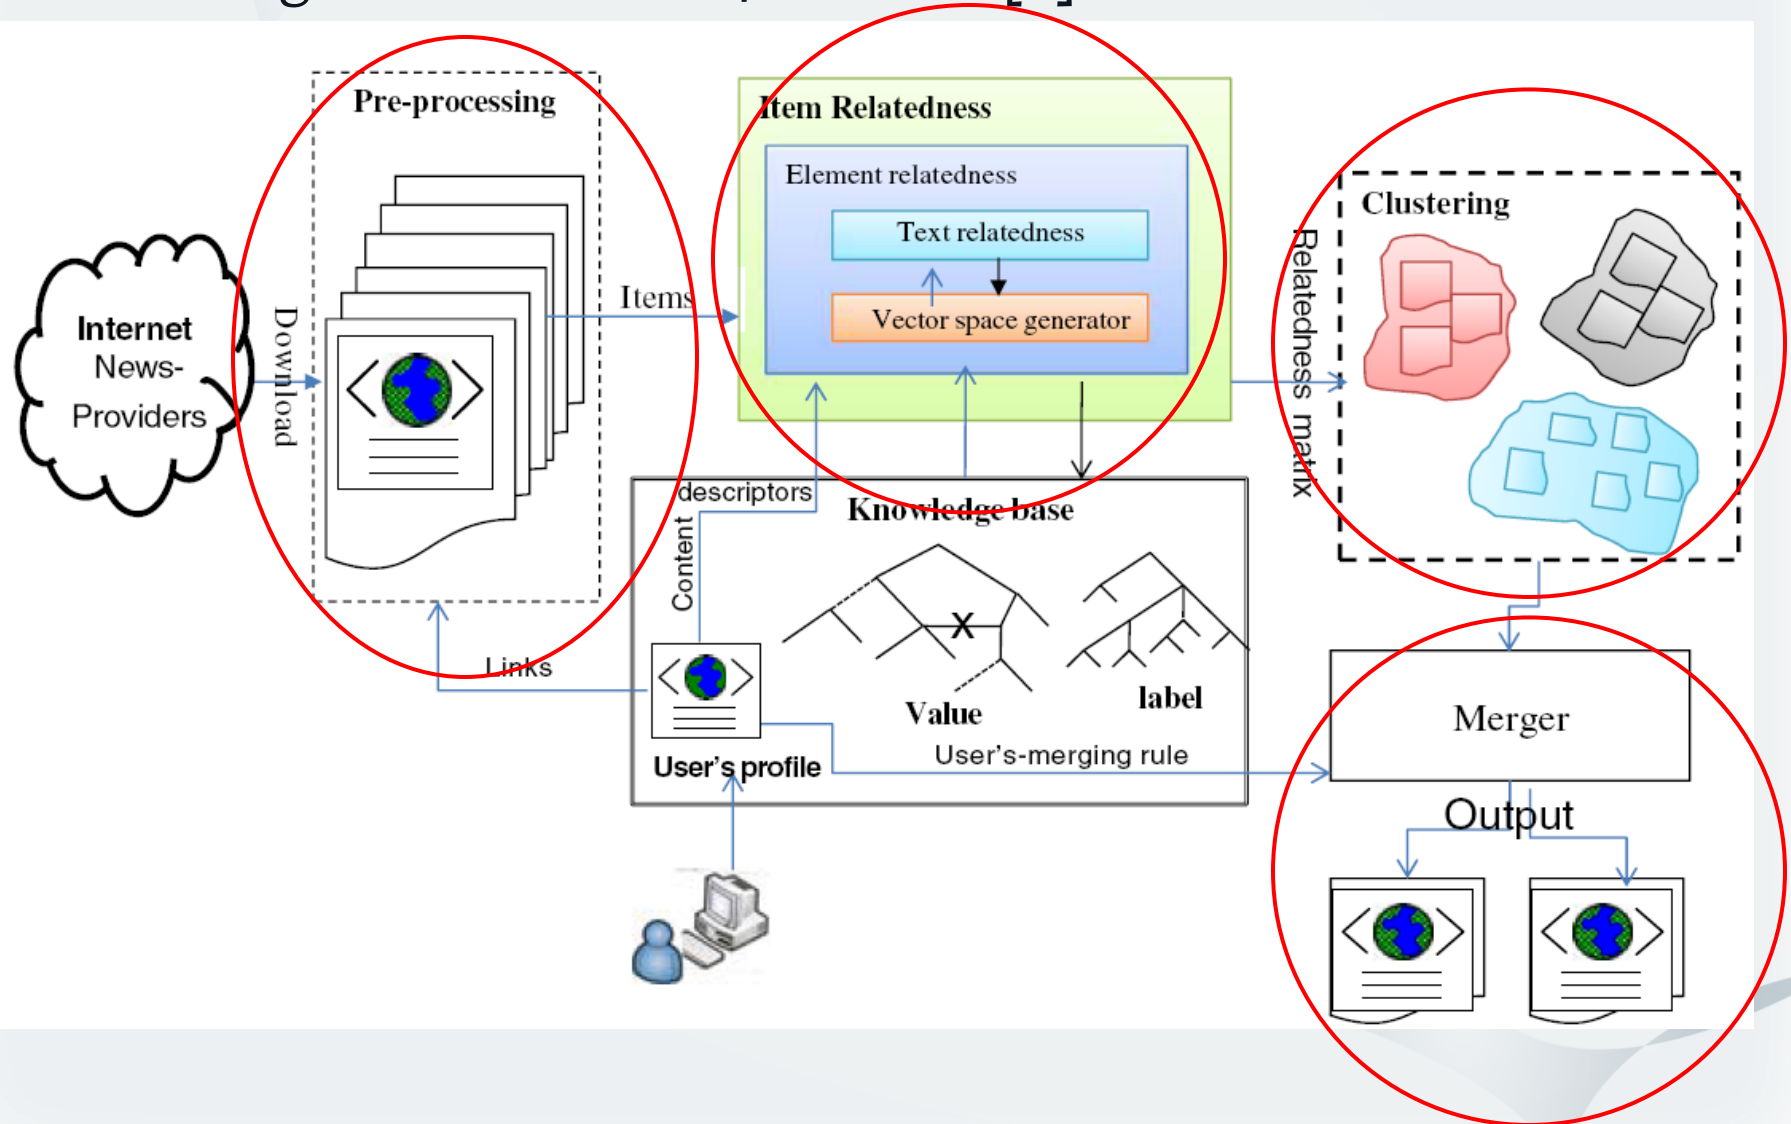 Pre-processing
Internet
News-
Providers
Download
Items
Item Relatedness
Element relatedness
Text relatedness
Vector space generator
Relatedness matrix
Clustering
Content
descriptors
Knowledge base
Links
Value
label
User's profile
User's-merging rule
Merger
Output